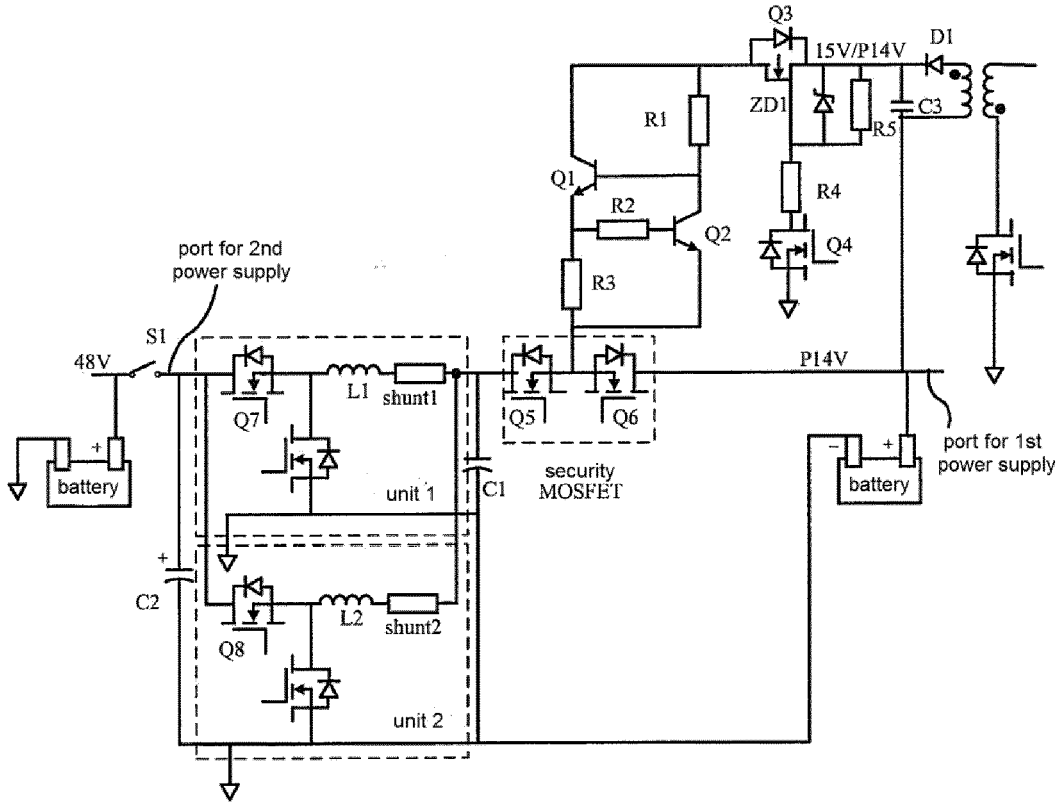 Q3
15V/P14V
D1
ZD1
R5
C3
R1
Q1
R2
Q2
R4
Q4
R3
port for 2nd
power supply
S1
48V
+
battery
Q7
L1
shunt1
unit 1
C1
Q5
Q6
security
MOSFET
P14V
port for 1st
power supply
–
+
battery
+
C2
Q8
L2
shunt2
unit 2